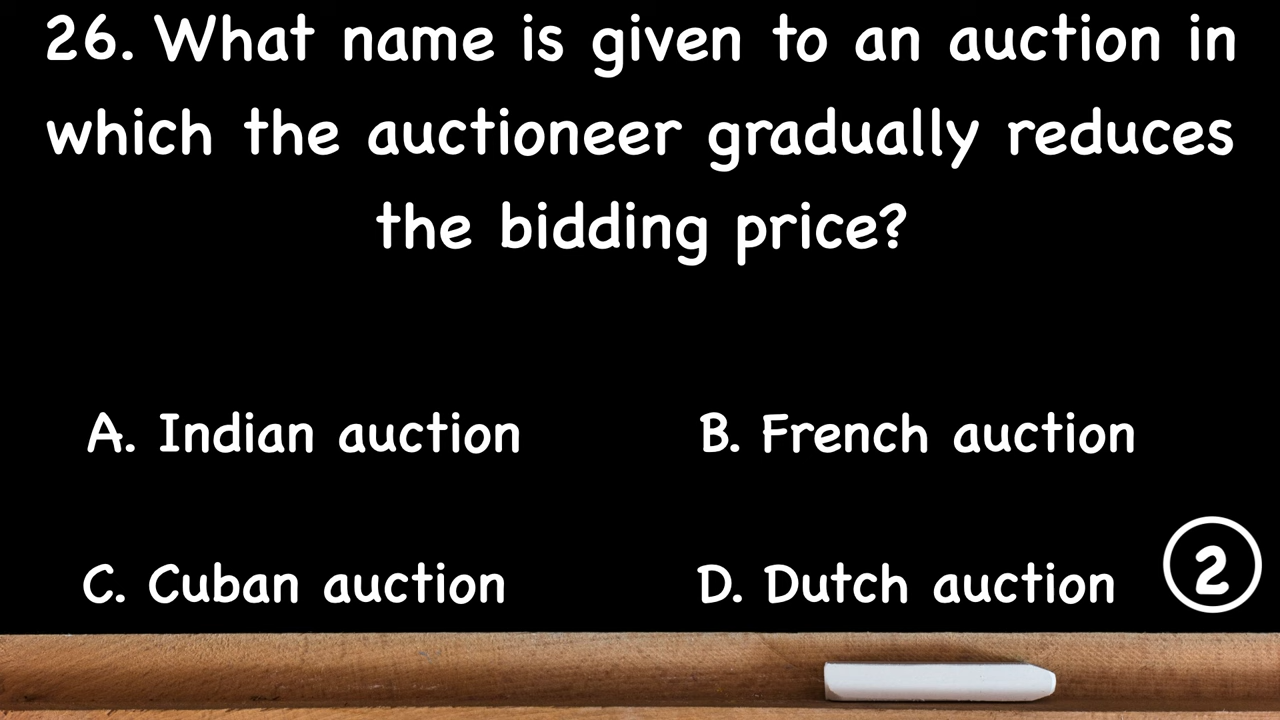 26. What name is given to an auction in
which the auctioneer gradually reduces
the bidding price?
A. Indian auction
B. French auction
C. Cuban auction
D. Dutch auction
2